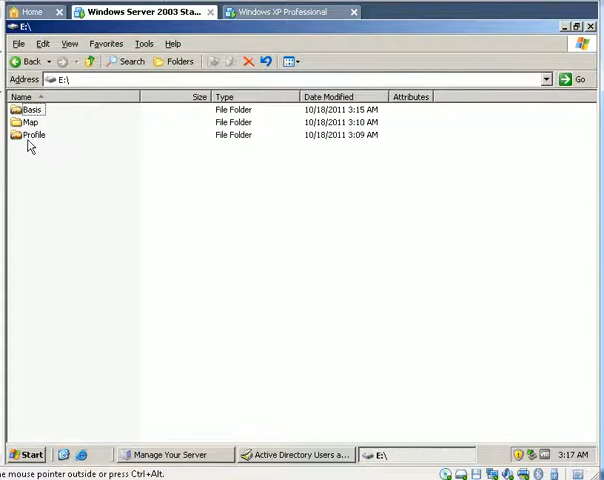 Home
Windows Server 2003 Sta...
Windows XP Professional
E:\
File Edit View Favorites Tools Help
Back Search Folders
Address E:\ Go
Name Size Type Date Modified Attributes
Basis File Folder 10/18/2011 3:15 AM
Map File Folder 10/18/2011 3:10 AM
Profile File Folder 10/18/2011 3:09 AM
Start Manage Your Server Active Directory Users a... E:\ 3:17 AM
he mouse pointer outside or press Ctrl+Alt.